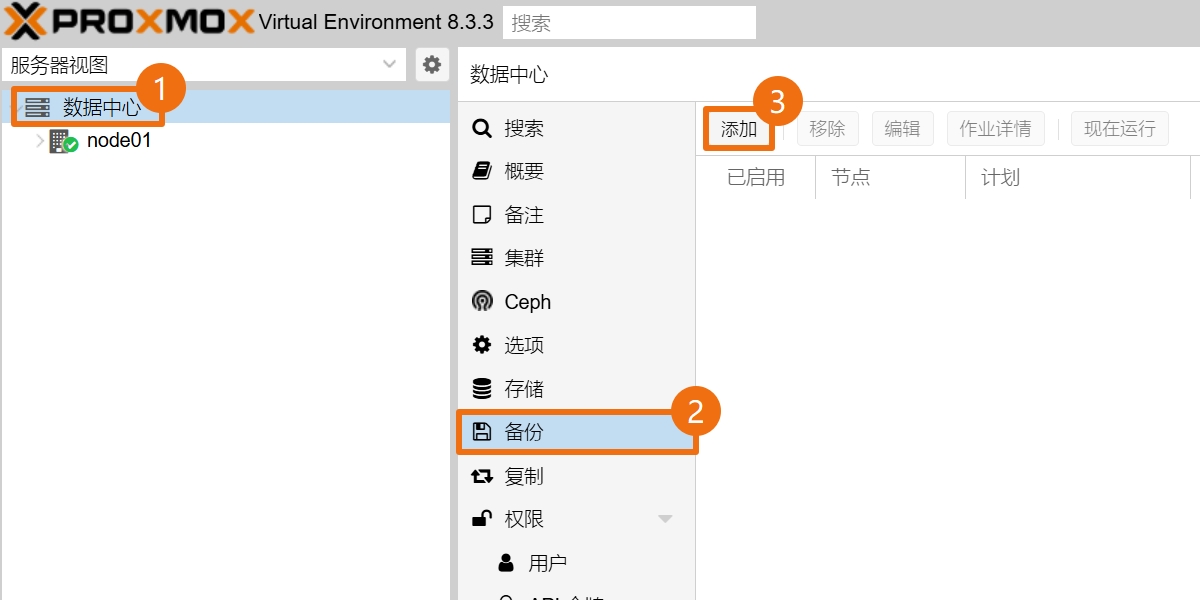 PROXMOX Virtual Environment 8.3.3 搜索
服务器视图
数据中心
1
node01
数据中心
搜索
概要
备注
集群
Ceph
选项
存储
备份
2
复制
权限
用户
添加
3
移除
编辑
作业详情
现在运行
已启用 节点 计划